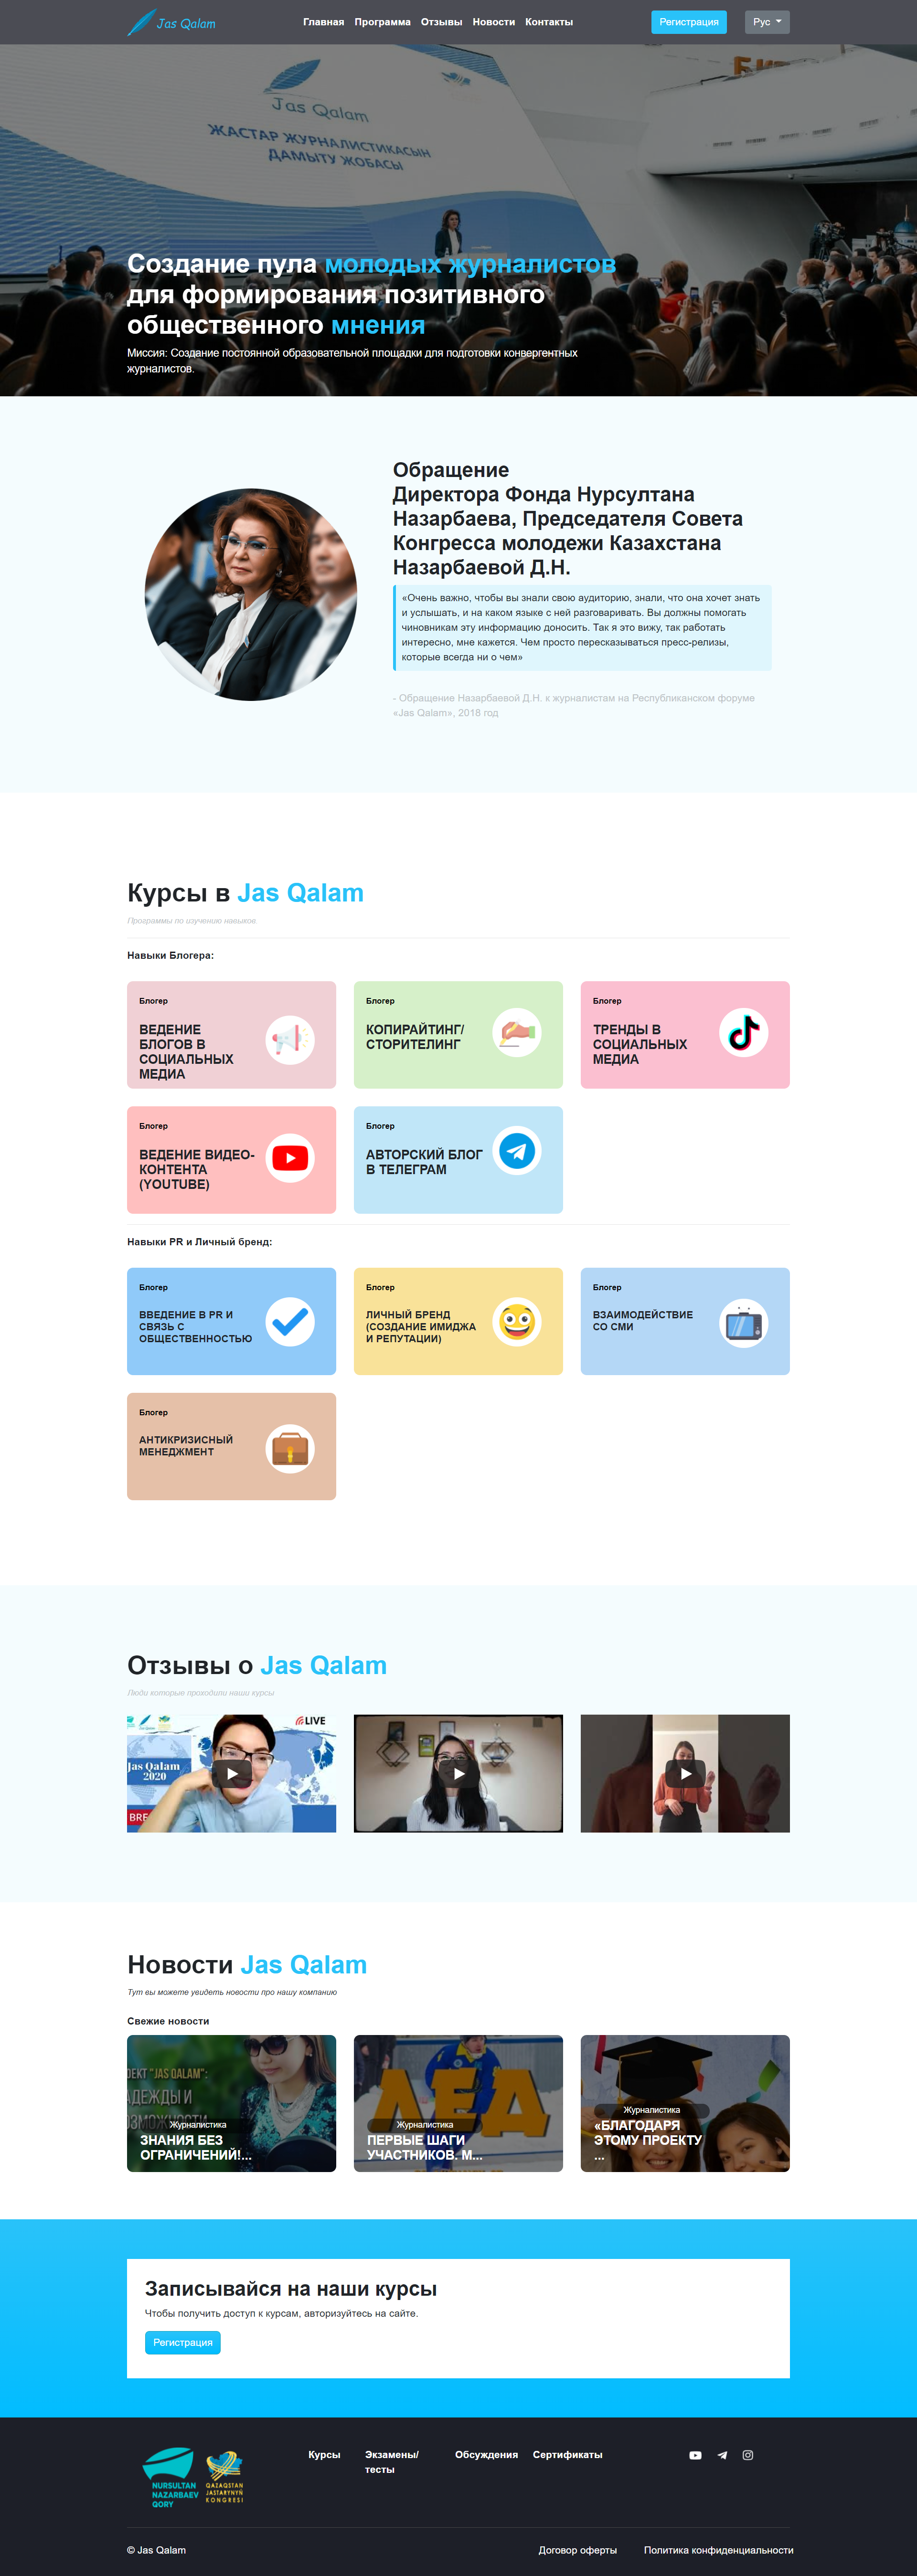 Jas Qalam
Главная Программа Отзывы Новости Контакты
Регистрация
Рус
Jas Qalam
ЖАСТАР ЖУРНАЛИСТИКАСЫН
ДАМЫТУ ЖОБАСЫ
Создание пула молодых журналистов
для формирования позитивного
общественного мнения
Миссия: Создание постоянной образовательной площадки для подготовки конвергентных
журналистов.
Обращение
Директора Фонда Нурсултана
Назарбаева, Председателя Совета
Конгресса молодежи Казахстана
Назарбаевой Д.Н.
«Очень важно, чтобы вы знали свою аудиторию, знали, что она хочет знать
и услышать, и на каком языке с ней разговаривать. Вы должны помогать
чиновникам эту информацию доносить. Так я это вижу, так работать
интересно, мне кажется. Чем просто пересказываться пресс-релизы,
которые всегда ни о чем»
- Обращение Назарбаевой Д.Н. к журналистам на Республиканском форуме
«Jas Qalam», 2018 год
Курсы в Jas Qalam
Программы по изучению навыков.
Навыки Блогера:
Блогер
ВЕДЕНИЕ
БЛОГОВ В
СОЦИАЛЬНЫХ
МЕДИА
Блогер
КОПИРАЙТИНГ/
СТОРИТЕЛИНГ
Блогер
ТРЕНДЫ В
СОЦИАЛЬНЫХ
МЕДИА
Блогер
ВЕДЕНИЕ ВИДЕО-
КОНТЕНТА
(YOUTUBE)
Блогер
АВТОРСКИЙ БЛОГ
В ТЕЛЕГРАМ
Навыки PR и Личный бренд:
Блогер
ВВЕДЕНИЕ В PR И
СВЯЗЬ С
ОБЩЕСТВЕННОСТЬЮ
Блогер
ЛИЧНЫЙ БРЕНД
(СОЗДАНИЕ ИМИДЖА
И РЕПУТАЦИИ)
Блогер
ВЗАИМОДЕЙСТВИЕ
СО СМИ
Блогер
АНТИКРИЗИСНЫЙ
МЕНЕДЖМЕНТ
Отзывы о Jas Qalam
Люди которые проходили наши курсы
LIVE
Jas Qalam
2020
BRE
Новости Jas Qalam
Тут вы можете увидеть новости про нашу компанию
Свежие новости
ЕКТ "JAS QALAM":
АДЕЖДЫ И
ОЗМОЖНОСТИ
Журналистика
ЗНАНИЯ БЕЗ
ОГРАНИЧЕНИЙ!...
ЛЕД
Журналистика
ПЕРВЫЕ ШАГИ
УЧАСТНИКОВ. М...
Журналистика
«БЛАГОДАРЯ
ЭТОМУ ПРОЕКТУ
...
Записывайся на наши курсы
Чтобы получить доступ к курсам, авторизуйтесь на сайте.
Регистрация
NURSULTAN
NAZARBAEV
QORY
QAZAQSTAN
JASTARYNYŃ
KONGRESI
Курсы
Экзамены/
тесты
Обсуждения
Сертификаты
© Jas Qalam
Договор оферты
Политика конфиденциальности